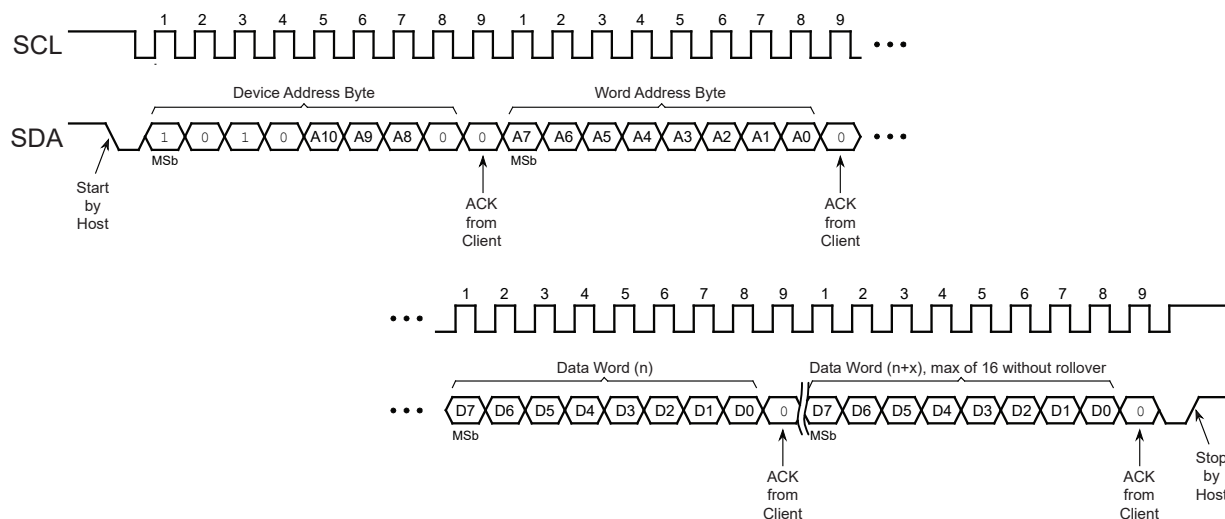 1 2 3 4 5 6 7 8 9 1 2 3 4 5 6 7 8 9
SCL
Device Address Byte Word Address Byte
SDA 1 0 1 0 A10 A9 A8 0 0 A7 A6 A5 A4 A3 A2 A1 A0 0
MSb MSb
Start
by
Host
ACK
from
Client
ACK
from
Client
1 2 3 4 5 6 7 8 9 1 2 3 4 5 6 7 8 9
Data Word (n) Data Word (n+x), max of 16 without rollover
D7 D6 D5 D4 D3 D2 D1 D0 0 D7 D6 D5 D4 D3 D2 D1 D0 0
MSb MSb
ACK
from
Client
ACK
from
Client
Stop
by
Host